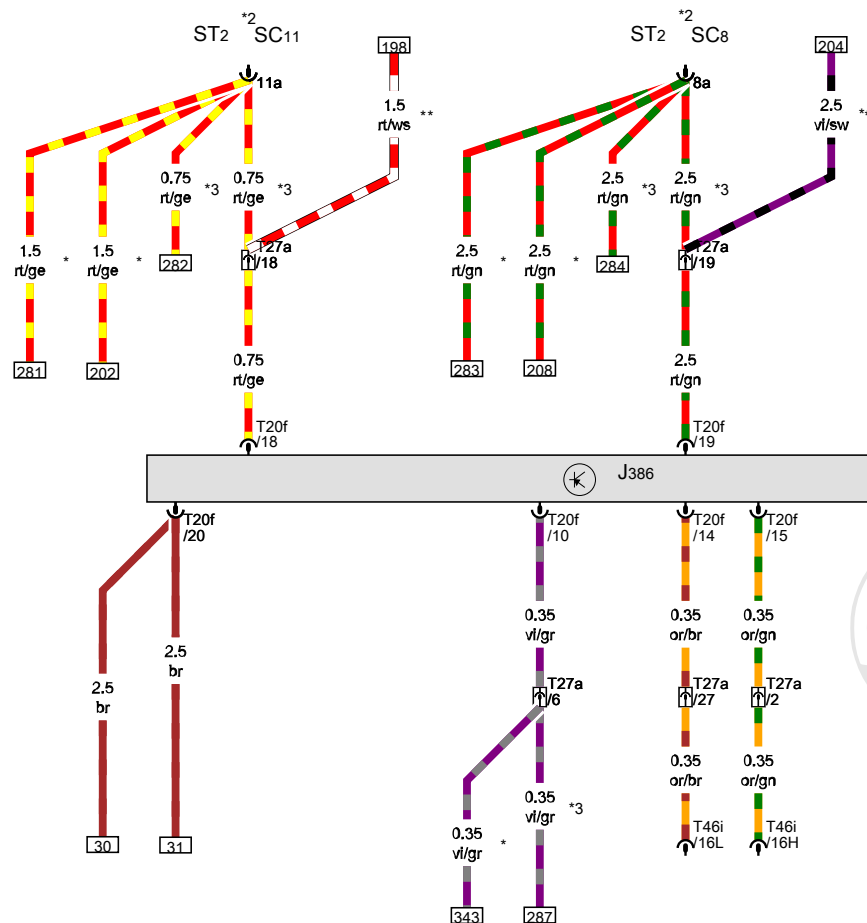 ST2 *2 SC11
198
ST2 *2 SC8
204
11a
8a
1.5
rt/ws **
2.5
vi/sw *
0.75
rt/ge *3
0.75
rt/ge *3
2.5
rt/gn *3
2.5
rt/gn *3
1.5
rt/ge *
1.5
rt/ge *
282
T27a
/18
2.5
rt/gn *
2.5
rt/gn *
284
T27a
/19
281
202
0.75
rt/ge
283
208
2.5
rt/gn
T20f
/18
T20f
/19
J386
T20f
/20
T20f
/10
T20f
/14
T20f
/15
0.35
vi/gr
0.35
or/br
0.35
or/gn
2.5
br
2.5
br
T27a
/6
T27a
/27
T27a
/2
0.35
vi/gr *3
0.35
or/br
0.35
or/gn
0.35
vi/gr *
30
31
T46i
/16L
T46i
/16H
343
287